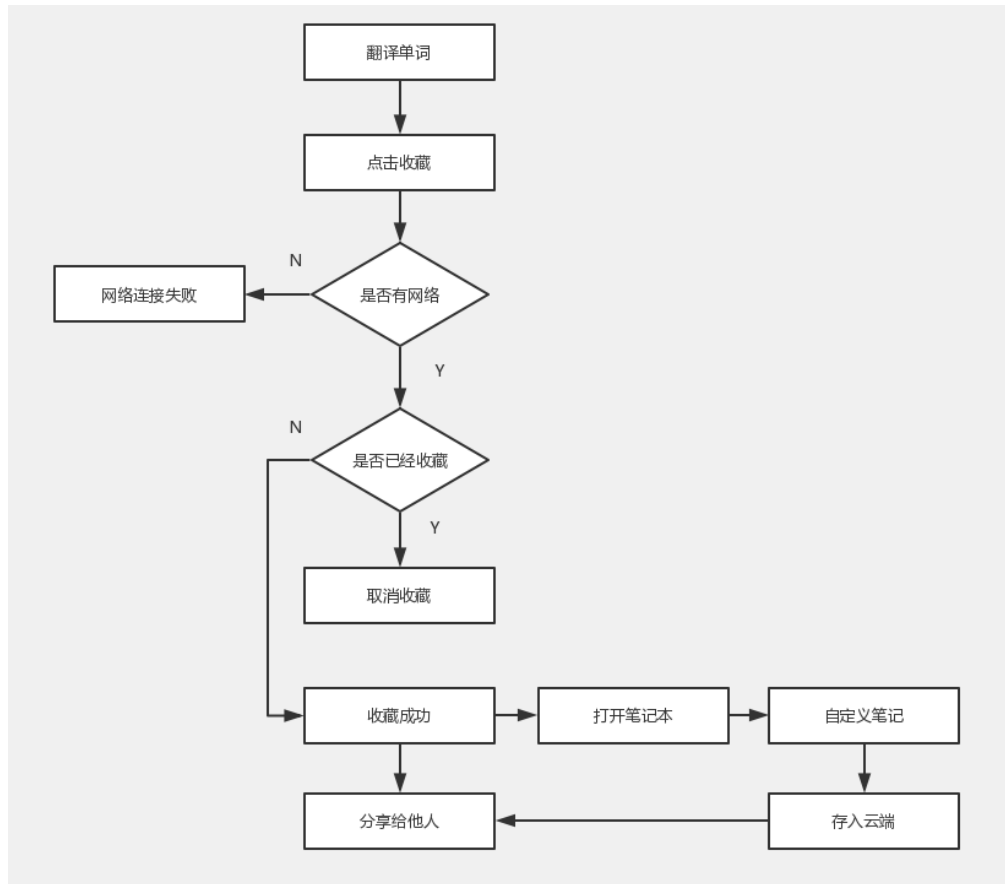 翻译单词
点击收藏
N
网络连接失败
是否有网络
Y
N
是否已经收藏
Y
取消收藏
收藏成功
打开笔记本
自定义笔记
分享给他人
存入云端